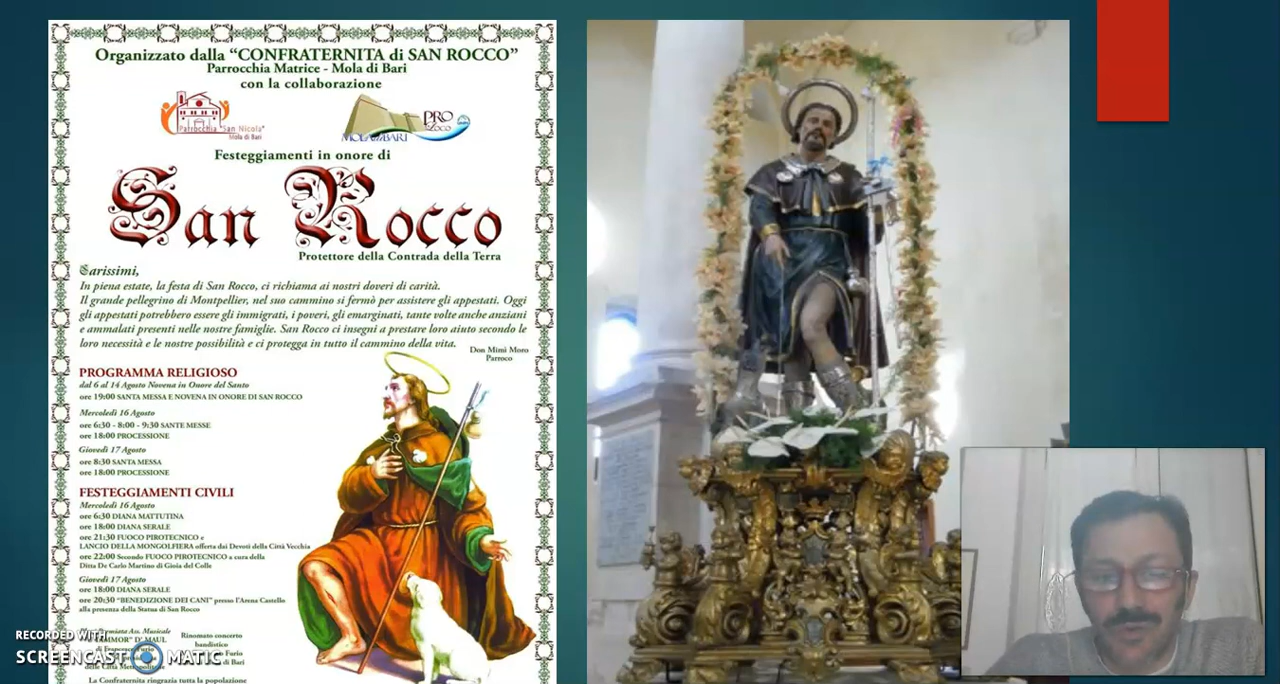 Organizzato dalla “CONFRATERNITA di SAN ROCCO”
Parrocchia Matrice - Mola di Bari
con la collaborazione
Parrocchia "San Nicola"
Mola di Bari
MOLA DI BARI
PRO
Loco
Festeggiamenti in onore di
San Rocco
Protettore della Contrada della Terra
Carissimi,
In piena estate, la festa di San Rocco, ci richiama ai nostri doveri di carità.
Il grande pellegrino di Montpellier, nel suo cammino si fermò per assistere gli appestati. Oggi
gli appestati potrebbero essere gli immigrati, i poveri, gli emarginati, tante volte anche anziani
e ammalati presenti nelle nostre famiglie. San Rocco ci insegni a prestare loro aiuto secondo le
loro necessità e le nostre possibilità e ci protegga in tutto il cammino della vita.
Don Mimì Moro
Parroco
PROGRAMMA RELIGIOSO
dal 6 al 14 Agosto Novena in Onore del Santo
ore 19:00 SANTA MESSA E NOVENA IN ONORE DI SAN ROCCO
Mercoledì 16 Agosto
ore 6:30 - 8:00 - 9:30 SANTE MESSE
ore 18:00 PROCESSIONE
Giovedì 17 Agosto
ore 8:30 SANTA MESSA
ore 18:00 PROCESSIONE
FESTEGGIAMENTI CIVILI
Mercoledì 16 Agosto
ore 6:30 DIANA MATTUTINA
ore 18:00 DIANA SERALE
ore 21:30 FUOCO PIROTECNICO e
LANCIO DELLA MONGOLFIERA offerta dai Devoti della Città Vecchia
ore 22:00 Secondo FUOCO PIROTECNICO a cura della
Ditta De Carlo Martino di Gioia del Colle
Giovedì 17 Agosto
ore 18:00 DIANA SERALE
ore 20:30 “BENEDIZIONE DEI CANI” presso l'Arena Castello
alla presenza della Statua di San Rocco
Ass. Musicale
Rinomato concerto
bandistico
Furio
di Bari
delle Città
La Confraternita ringrazia tutta la popolazione
RECORDED WITH
SCREENCAST MATIC